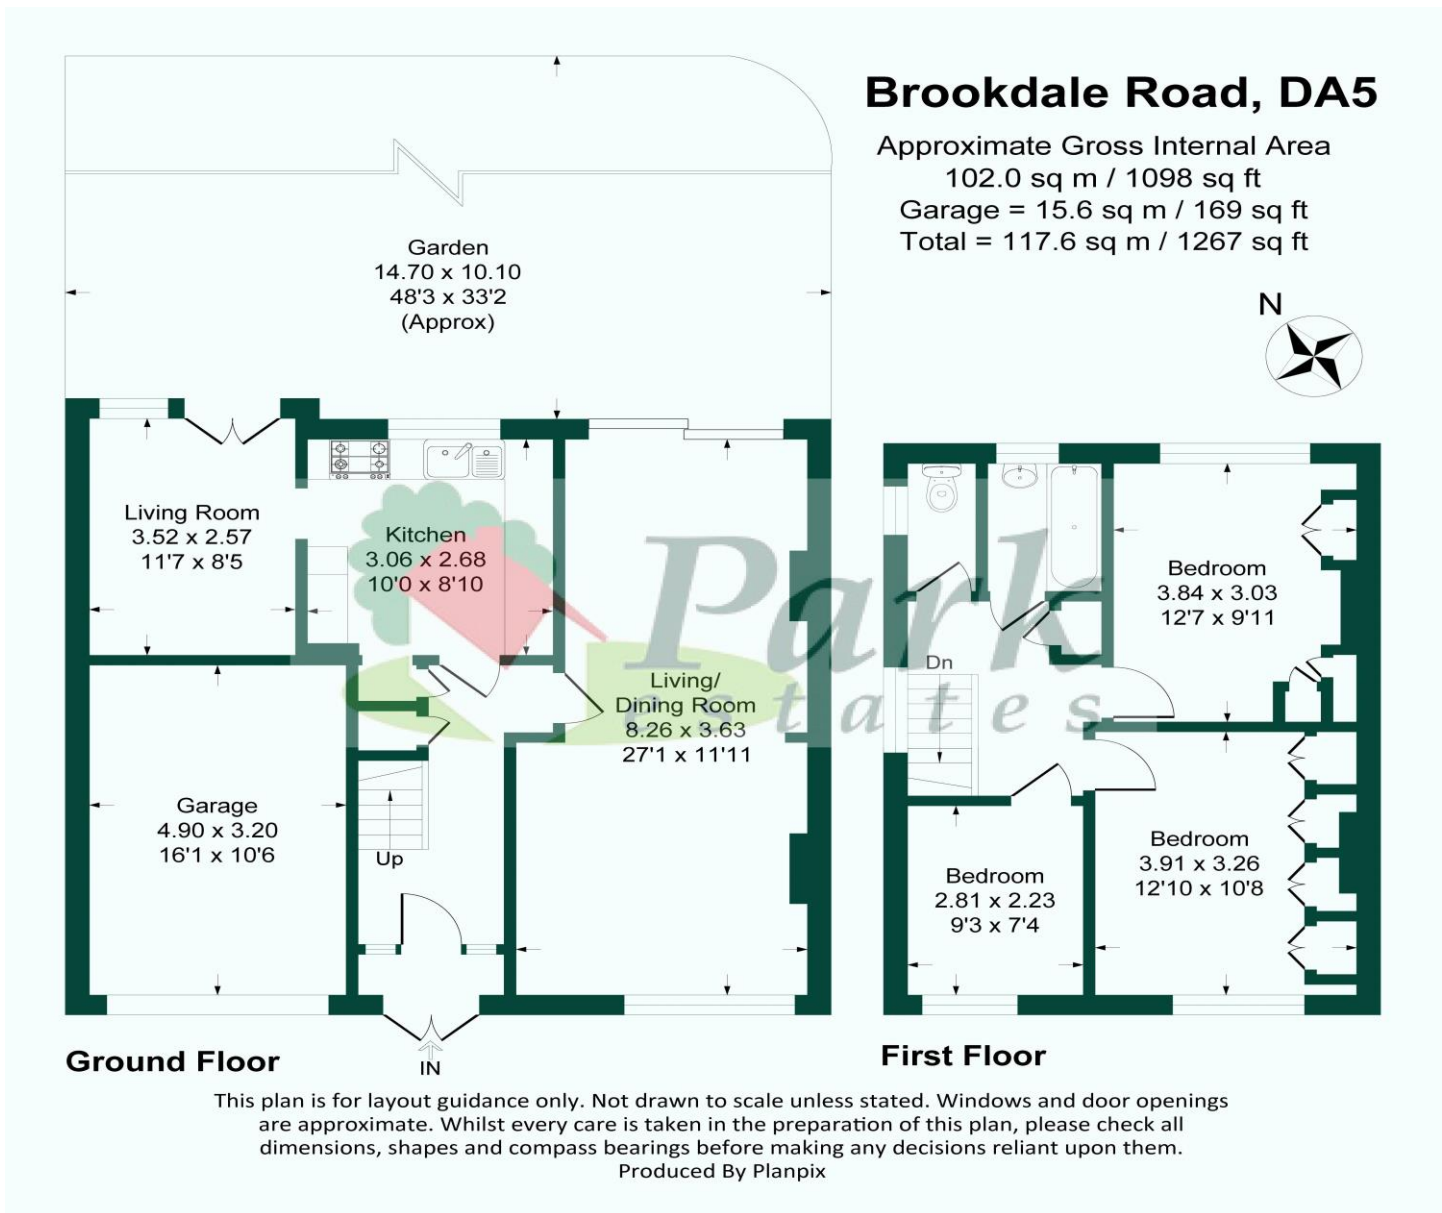 Brookdale Road, DA5
Approximate Gross Internal Area
102.0 sq m / 1098 sq ft
Garage = 15.6 sq m / 169 sq ft
Total = 117.6 sq m / 1267 sq ft
N
Garden
14.70 x 10.10
48'3 x 33'2
(Approx)
Living Room
3.52 x 2.57
11'7 x 8'5
Kitchen
3.06 x 2.68
10'0 x 8'10
Living/
Dining Room
8.26 x 3.63
27'1 x 11'11
Garage
4.90 x 3.20
16'1 x 10'6
Up
IN
Ground Floor
Park
estates
Dn
Bedroom
3.84 x 3.03
12'7 x 9'11
Bedroom
3.91 x 3.26
12'10 x 10'8
Bedroom
2.81 x 2.23
9'3 x 7'4
First Floor
This plan is for layout guidance only. Not drawn to scale unless stated. Windows and door openings
are approximate. Whilst every care is taken in the preparation of this plan, please check all
dimensions, shapes and compass bearings before making any decisions reliant upon them.
Produced By Planpix